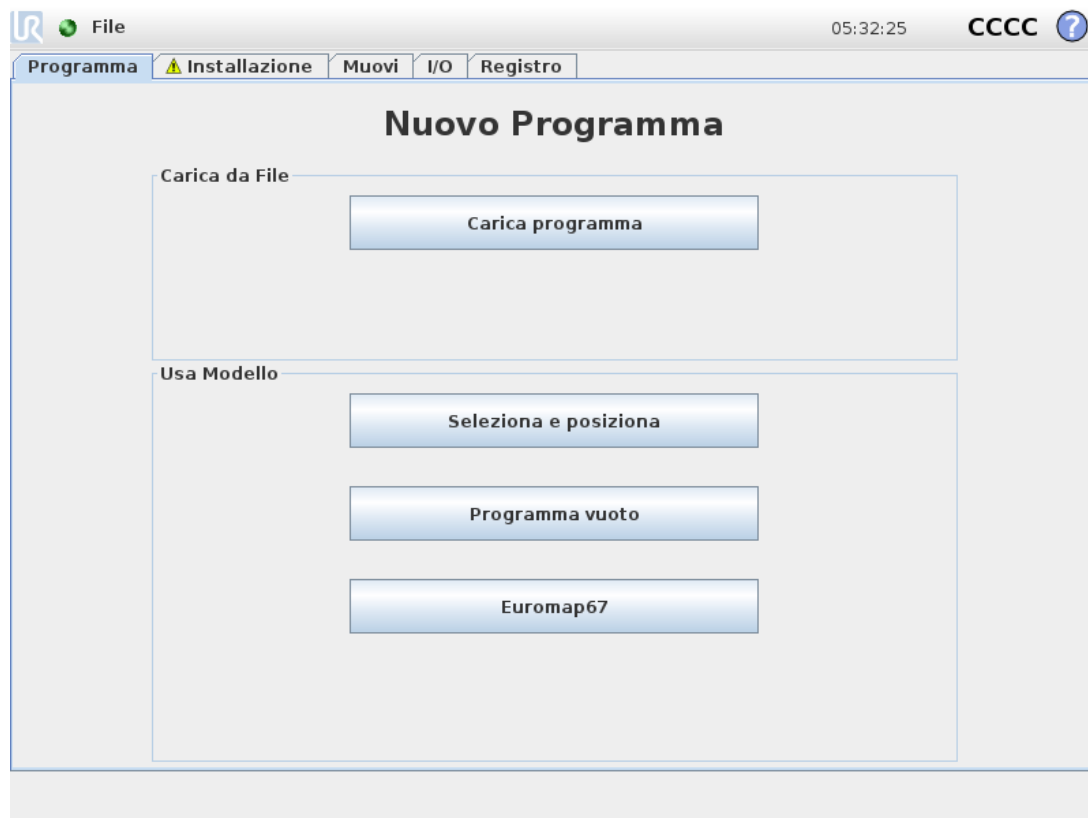 UR File 05:32:25 CCCC ?
Programma Installazione Muovi I/O Registro
Nuovo Programma
Carica da File
Carica programma
Usa Modello
Seleziona e posiziona
Programma vuoto
Euromap67